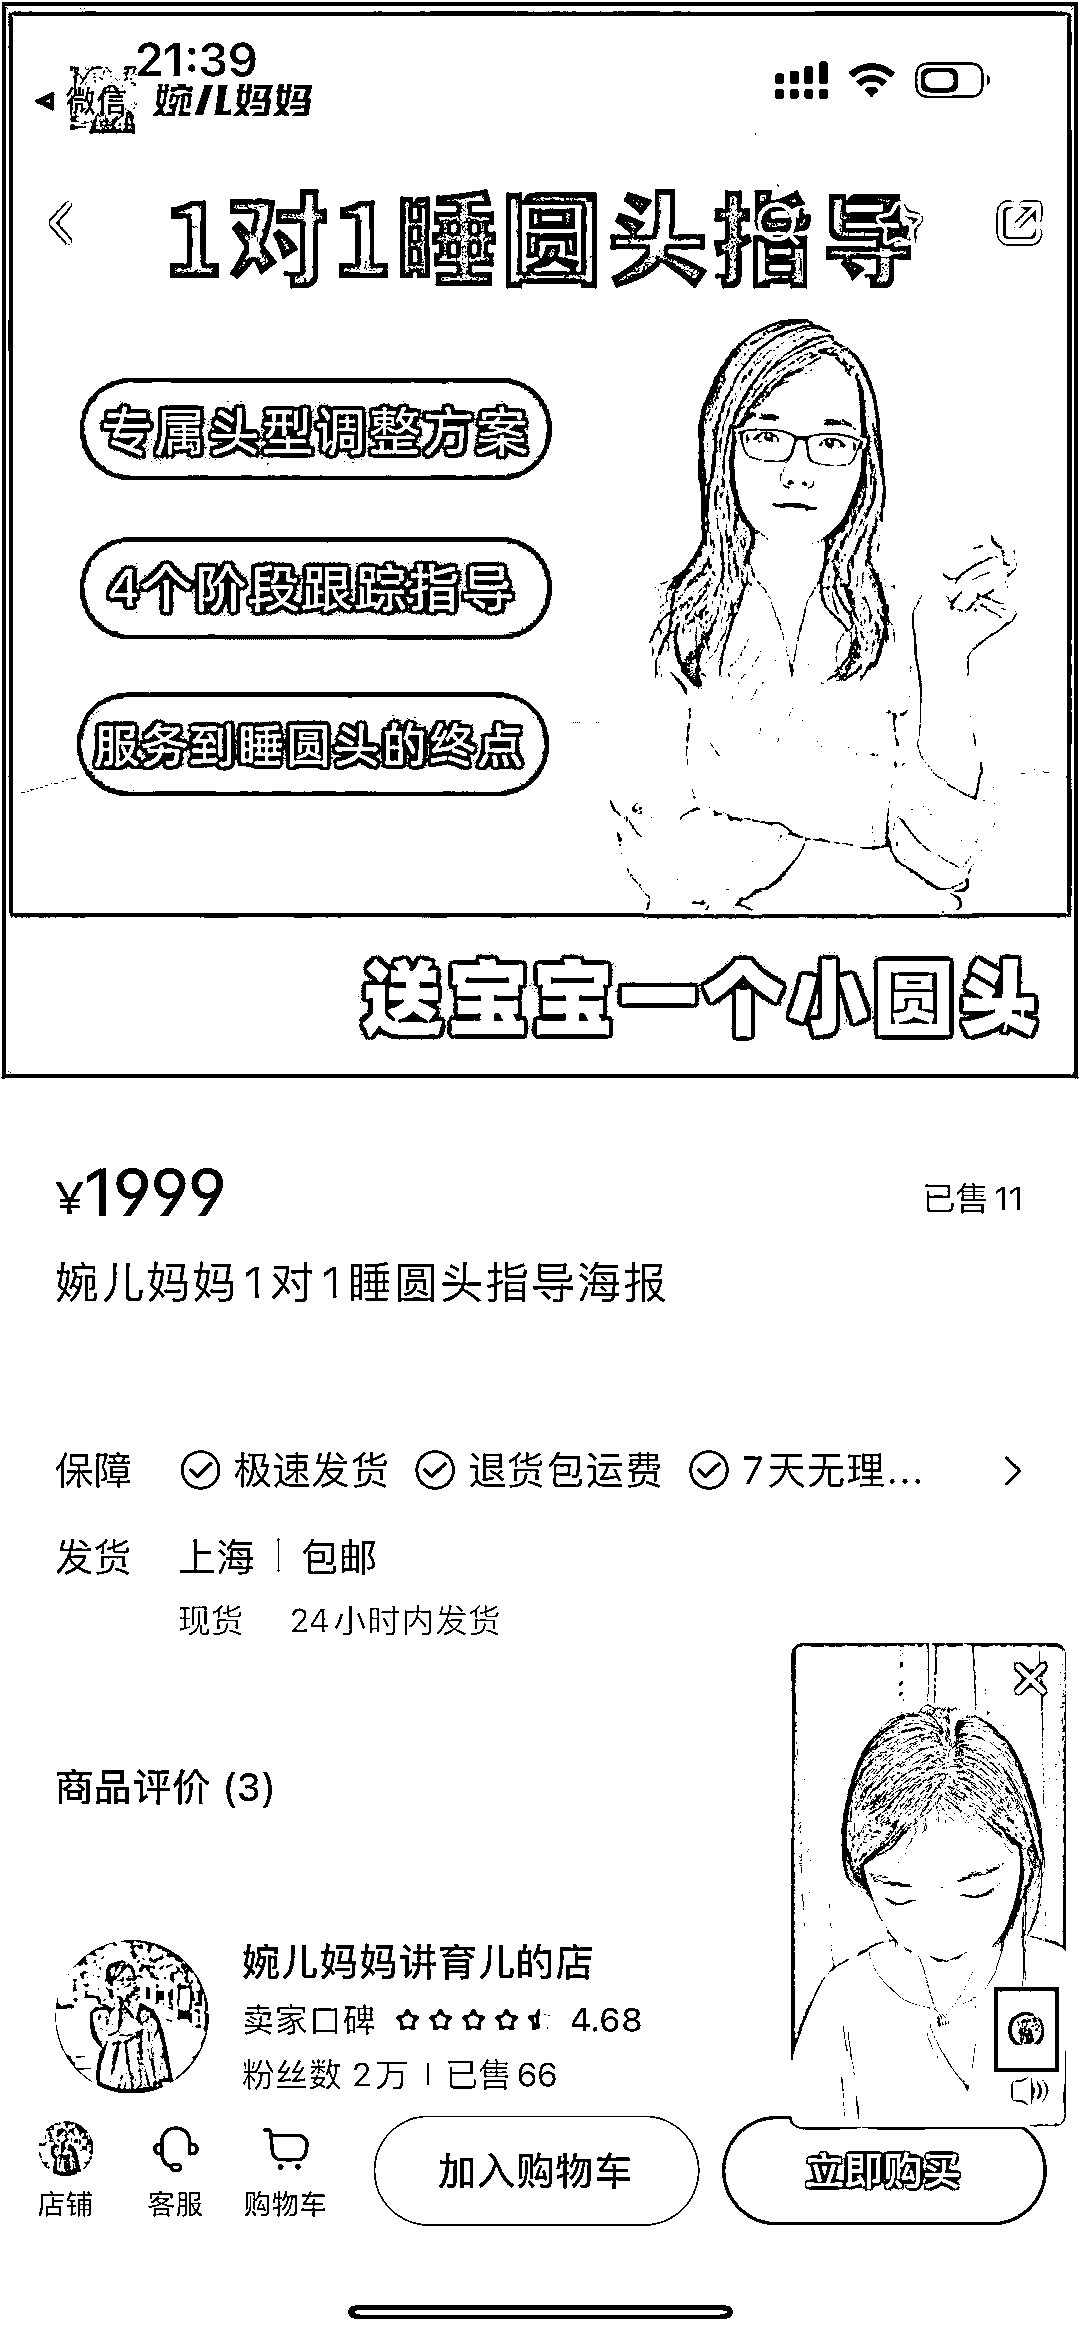 21:39
微信 婉儿妈妈
1对1睡圆头指导
专属头型调整方案
4个阶段跟踪指导
服务到睡圆头的终点
送宝宝一个小圆头
¥1999
已售 11
婉儿妈妈1对1睡圆头指导海报
保障 极速发货 退货包运费 7天无理...
发货 上海 | 包邮
现货 24小时内发货
商品评价 (3)
婉儿妈妈讲育儿的店
卖家口碑 4.68
粉丝数 2万 | 已售 66
店铺 客服 购物车 加入购物车 立即购买